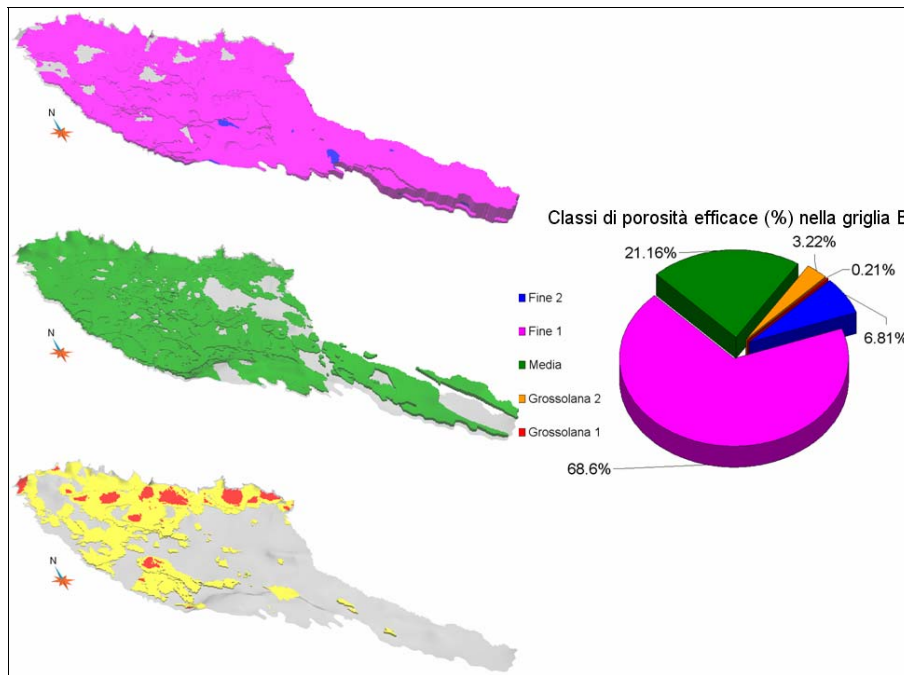 N
Classi di porosità efficace (%) nella griglia E
21.16%
3.22%
0.21%
6.81%
68.6%
Fine 2
Fine 1
Media
Grossolana 2
Grossolana 1
N
N